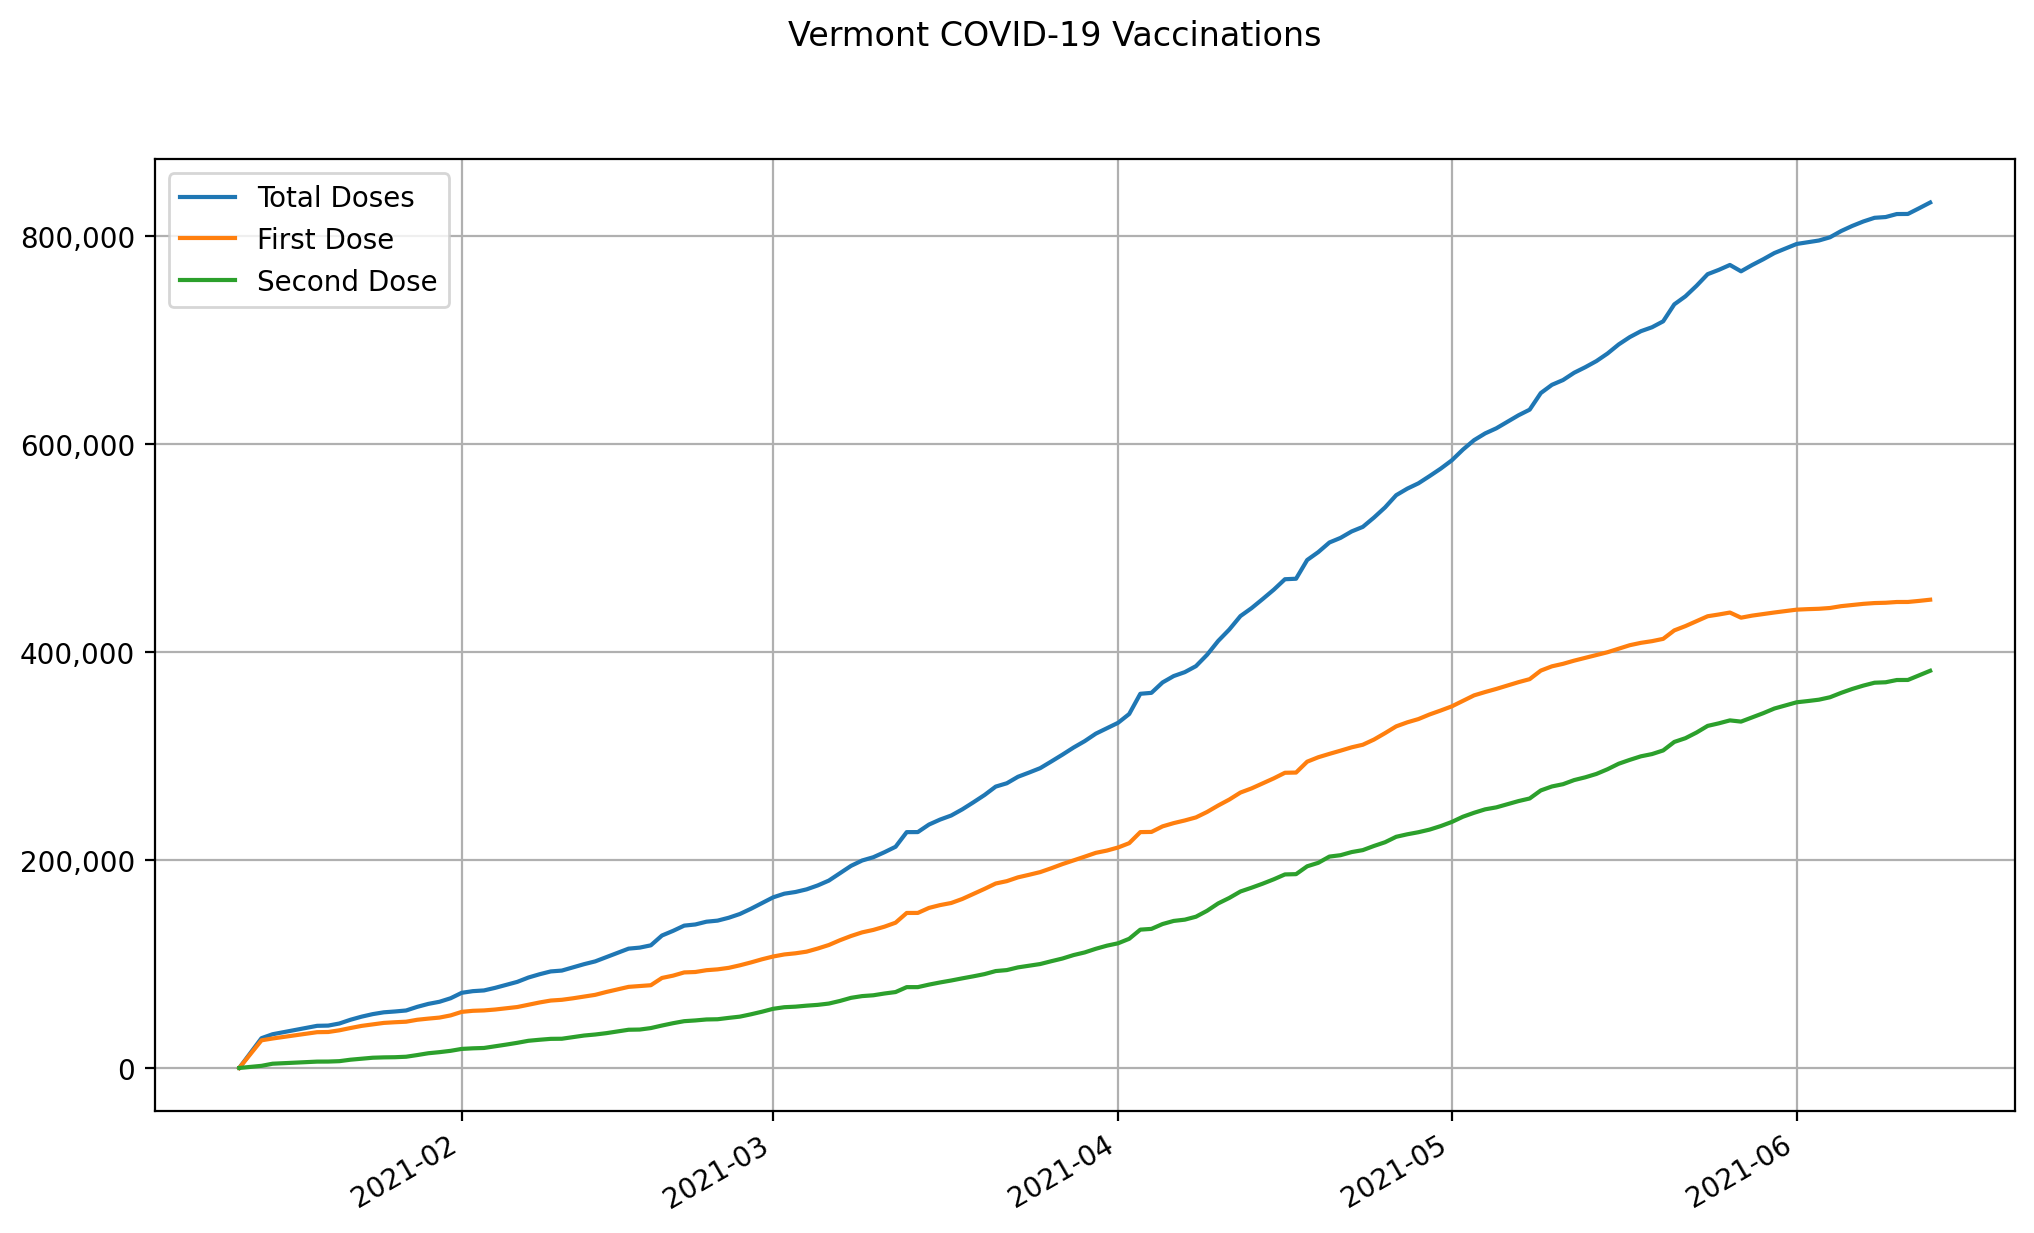 Vermont COVID-19 Vaccinations
Total Doses
First Dose
Second Dose
800,000
600,000
400,000
200,000
0
2021-02
2021-03
2021-04
2021-05
2021-06